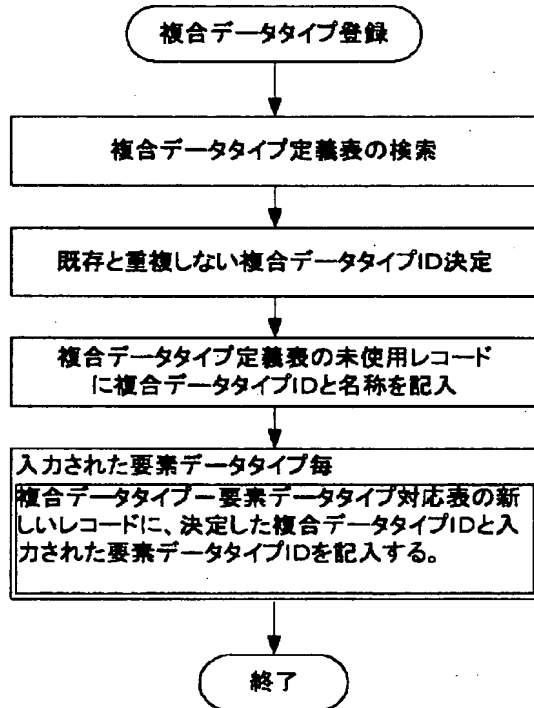 複合データタイプ登録
複合データタイプ定義表の検索
既存と重複しない複合データタイプID決定
複合データタイプ定義表の未使用レコード
に複合データタイプIDと名称を記入
入力された要素データタイプ毎
複合データタイプー要素データタイプ対応表の新
しいレコードに、決定した複合データタイプIDと入
力された要素データタイプIDを記入する。
終了